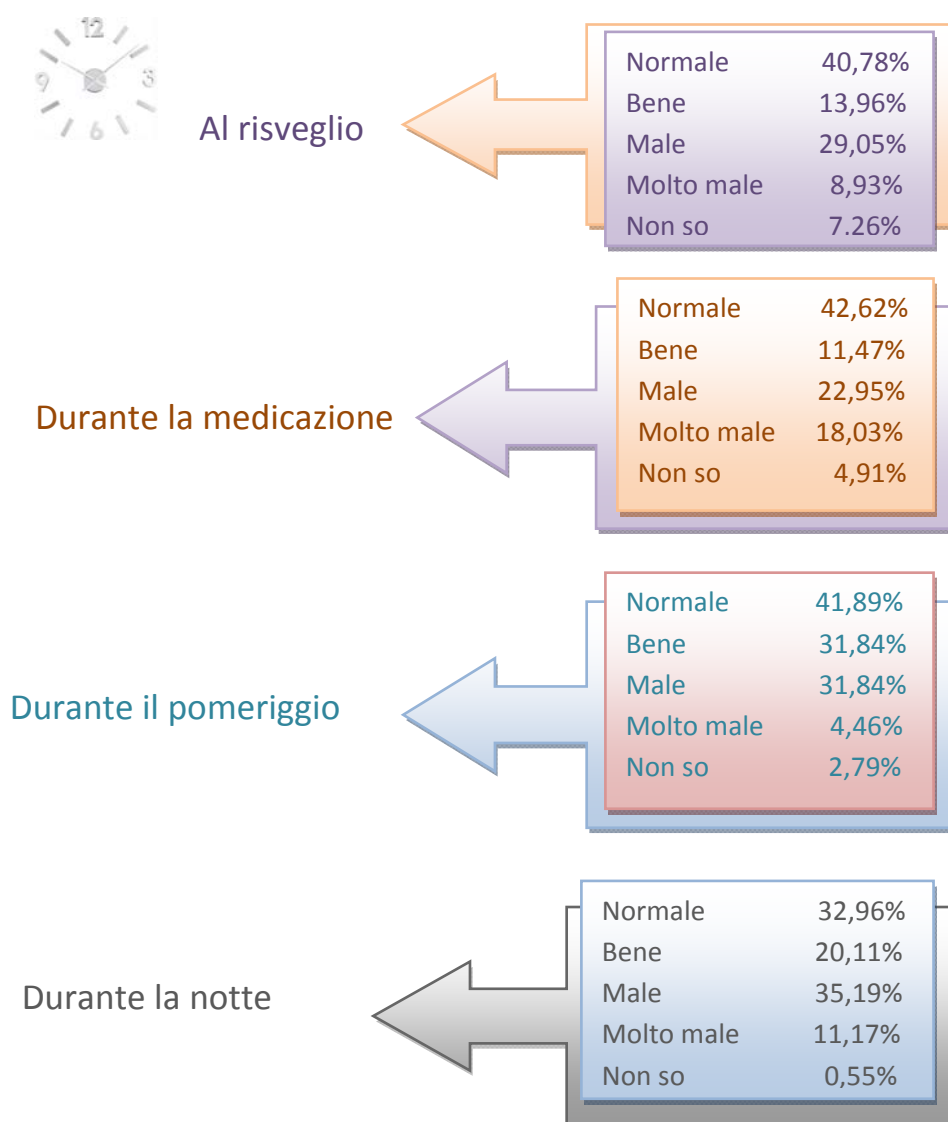 12
9 3
6
Al risveglio
Normale 40,78%
Bene 13,96%
Male 29,05%
Molto male 8,93%
Non so 7.26%
Durante la medicazione
Normale 42,62%
Bene 11,47%
Male 22,95%
Molto male 18,03%
Non so 4,91%
Durante il pomeriggio
Normale 41,89%
Bene 31,84%
Male 31,84%
Molto male 4,46%
Non so 2,79%
Durante la notte
Normale 32,96%
Bene 20,11%
Male 35,19%
Molto male 11,17%
Non so 0,55%